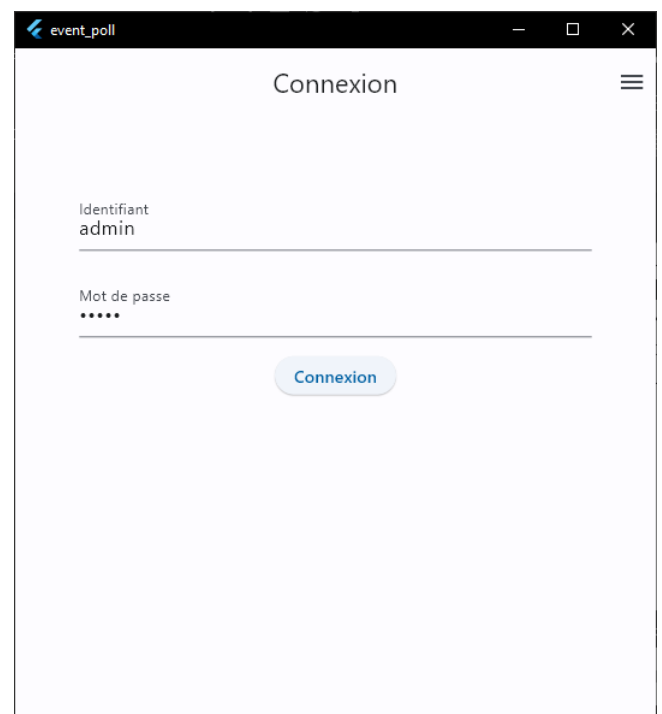 event_poll
Connexion
Identifiant
admin
Mot de passe
•••••
Connexion